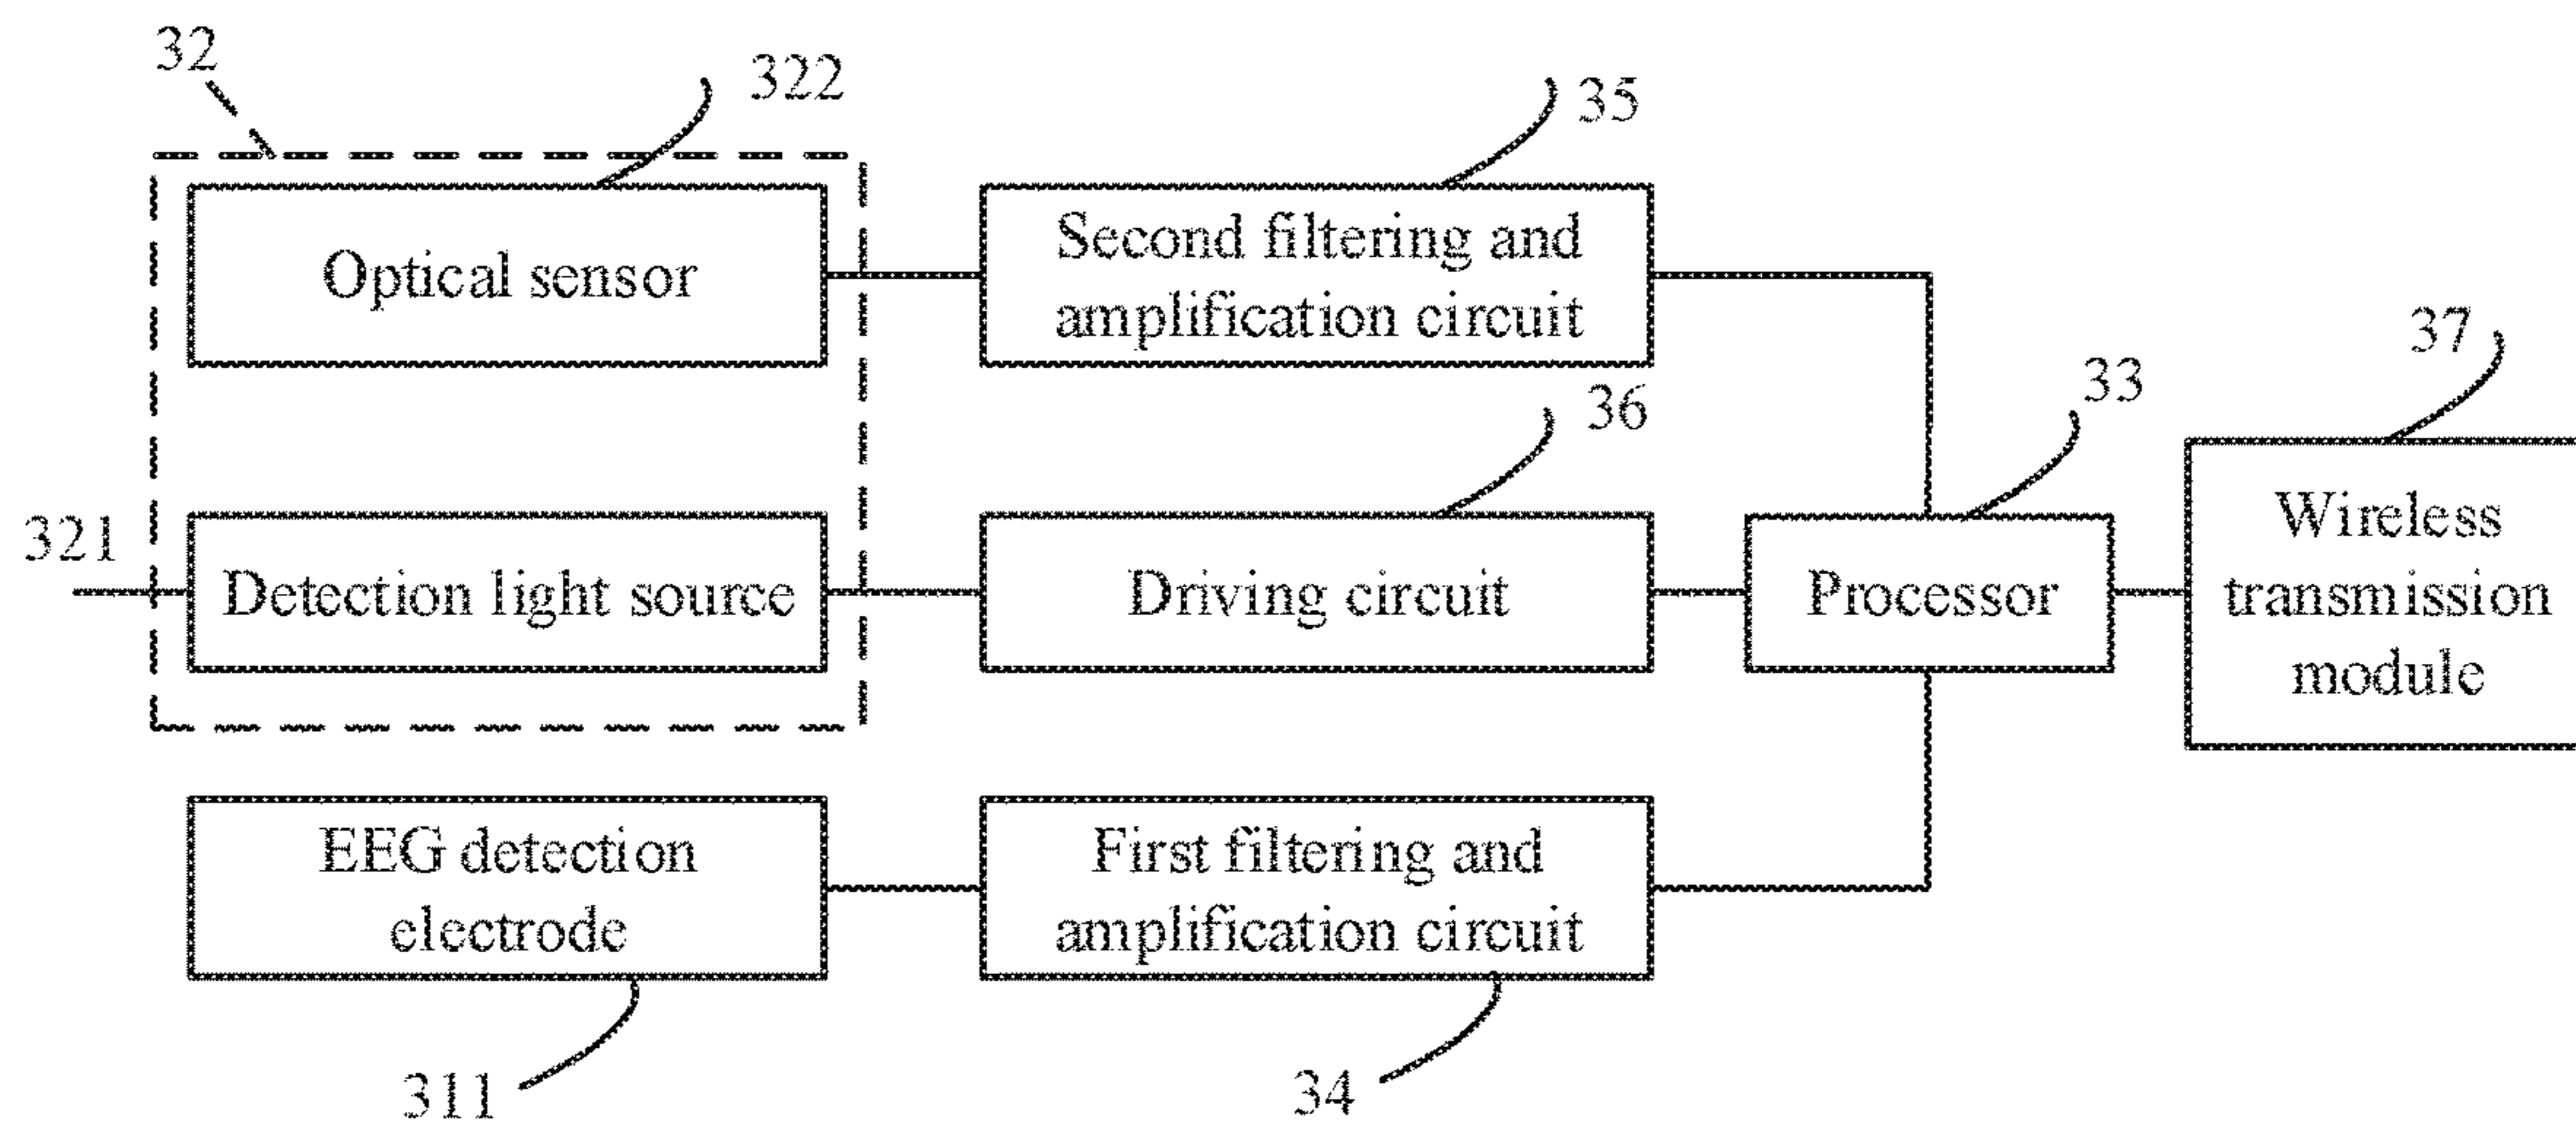 32
322
35
Optical sensor
Second filtering and
amplification circuit
37
33
36
321
Detection light source
Driving circuit
Processor
Wireless
transmission
module
EEG detection
electrode
First filtering and
amplification circuit
311
34